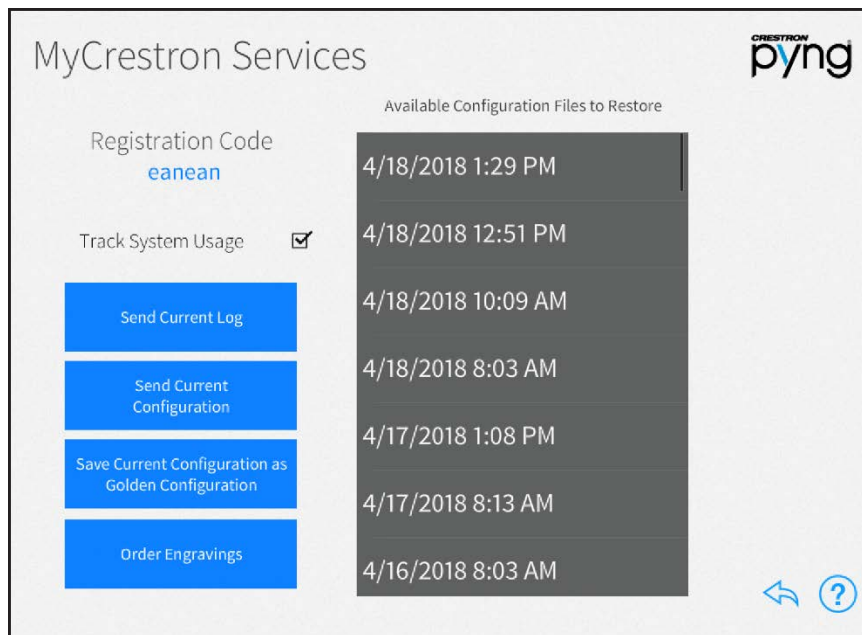 MyCrestron Services
CRESTRON
pyng
Available Configuration Files to Restore
Registration Code
eanean
Track System Usage
Send Current Log
Send Current
Configuration
Save Current Configuration as
Golden Configuration
Order Engravings
4/18/2018 1:29 PM
4/18/2018 12:51 PM
4/18/2018 10:09 AM
4/18/2018 8:03 AM
4/17/2018 1:08 PM
4/17/2018 8:13 AM
4/16/2018 8:03 AM
?